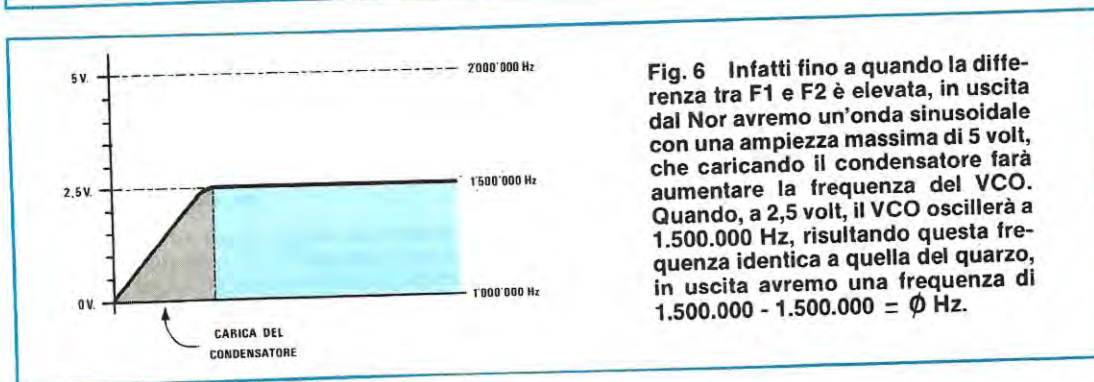 5 V.
2'000'000 Hz
2,5 V.
1'500'000 Hz
0 V.
1'000'000 Hz
CARICA DEL
CONDENSATORE
Fig. 6 Infatti fino a quando la diffe-
renza tra F1 e F2 è elevata, in uscita
dal Nor avremo un'onda sinusoidale
con una ampiezza massima di 5 volt,
che caricando il condensatore farà
aumentare la frequenza del VCO.
Quando, a 2,5 volt, il VCO oscillerà a
1.500.000 Hz, risultando questa fre-
quenza identica a quella del quarzo,
in uscita avremo una frequenza di
1.500.000 - 1.500.000 = Ø Hz.